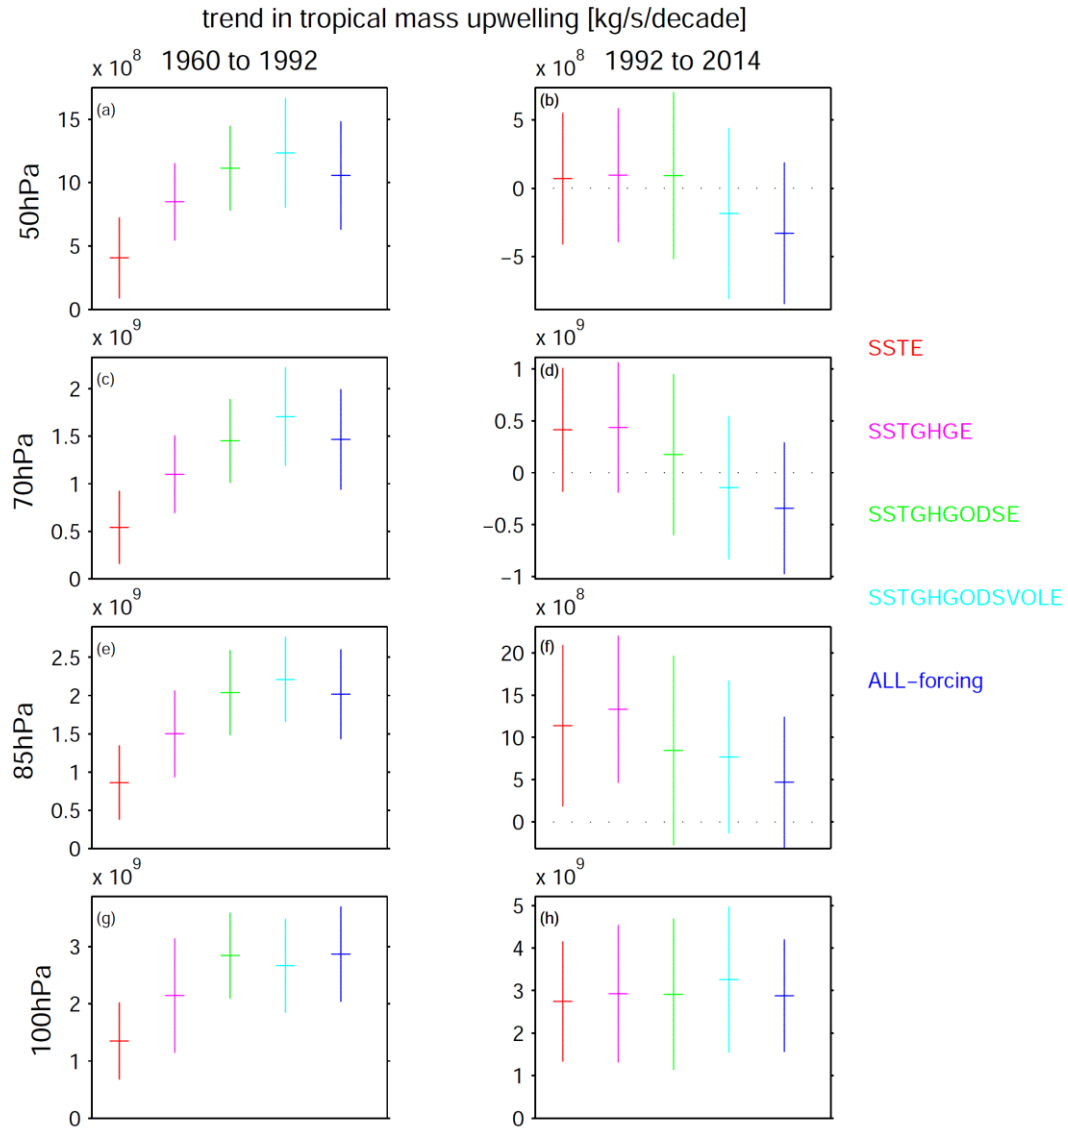 trend in tropical mass upwelling [kg/s/decade]
1960 to 1992
1992 to 2014
x 10^8
(a)
15
10
5
0
50hPa
x 10^8
(b)
5
0
−5
x 10^9
(c)
2
1.5
1
0.5
0
70hPa
x 10^9
(d)
1
0.5
0
−0.5
−1
x 10^9
(e)
2.5
2
1.5
1
0.5
0
85hPa
x 10^8
(f)
20
15
10
5
0
x 10^9
(g)
3
2
1
0
100hPa
x 10^9
(h)
5
4
3
2
1
0
SSTE
SSTGHGE
SSTGHGODSE
SSTGHGODSVOLE
ALL−forcing